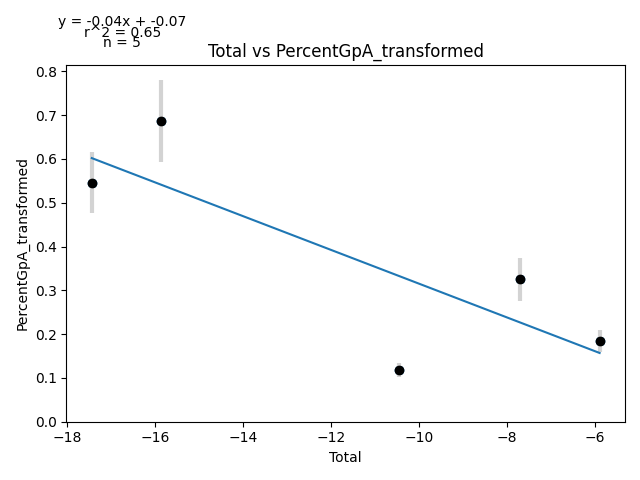 y = -0.04x + -0.07
r^2 = 0.65
n = 5
Total vs PercentGpA_transformed
PercentGpA_transformed
0.8
0.7
0.6
0.5
0.4
0.3
0.2
0.1
0.0
−18 −16 −14 −12 −10 −8 −6
Total